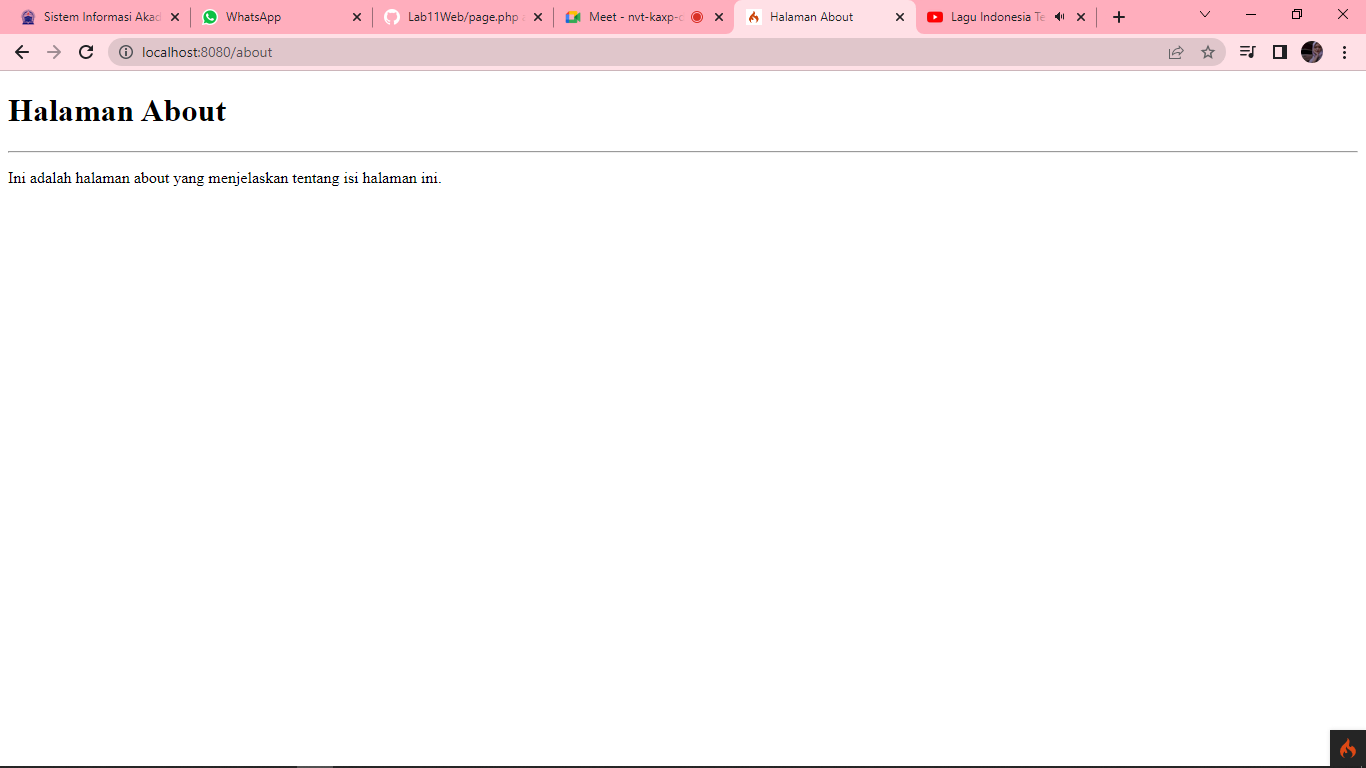 Sistem Informasi Akad
WhatsApp
Lab11Web/page.php a
Meet - nvt-kaxp-c
Halaman About
Lagu Indonesia Te
localhost:8080/about
Halaman About
Ini adalah halaman about yang menjelaskan tentang isi halaman ini.